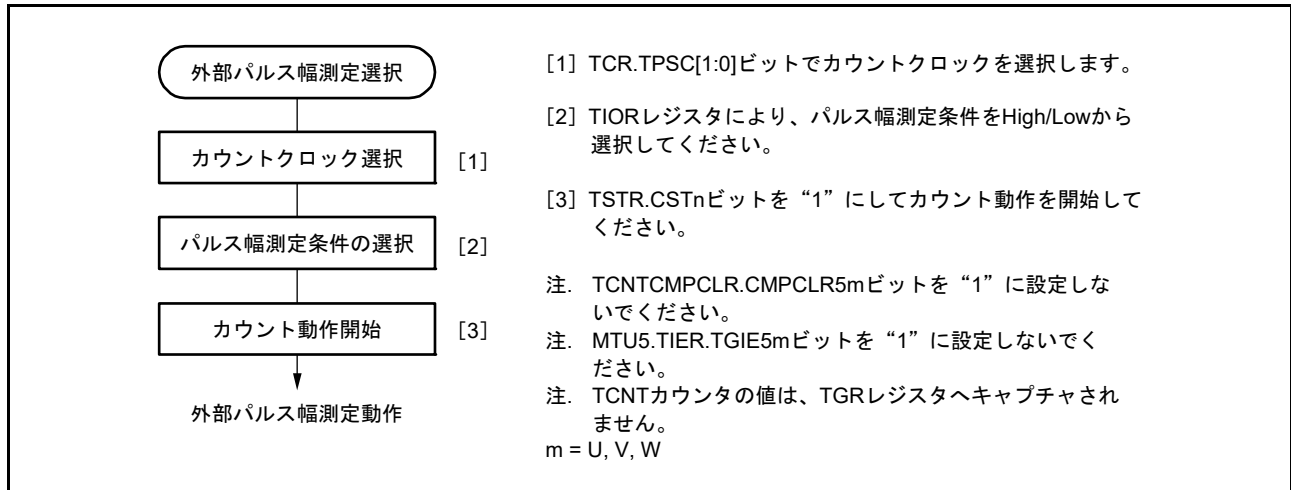 外部パルス幅測定選択
カウントクロック選択 [1]
パルス幅測定条件の選択 [2]
カウント動作開始 [3]
外部パルス幅測定動作
[1] TCR.TPSC[1:0]ビットでカウントクロックを選択します。
[2] TIORレジスタにより、パルス幅測定条件をHigh/Lowから
選択してください。
[3] TSTR.CSTnビットを“1”にしてカウント動作を開始して
ください。
注. TCNTCMPCLR.CMPCLR5mビットを“1”に設定しな
いでください。
注. MTU5.TIER.TGIE5mビットを“1”に設定しないでく
ださい。
注. TCNTカウンタの値は、TGRレジスタへキャプチャされ
ません。
m = U, V, W